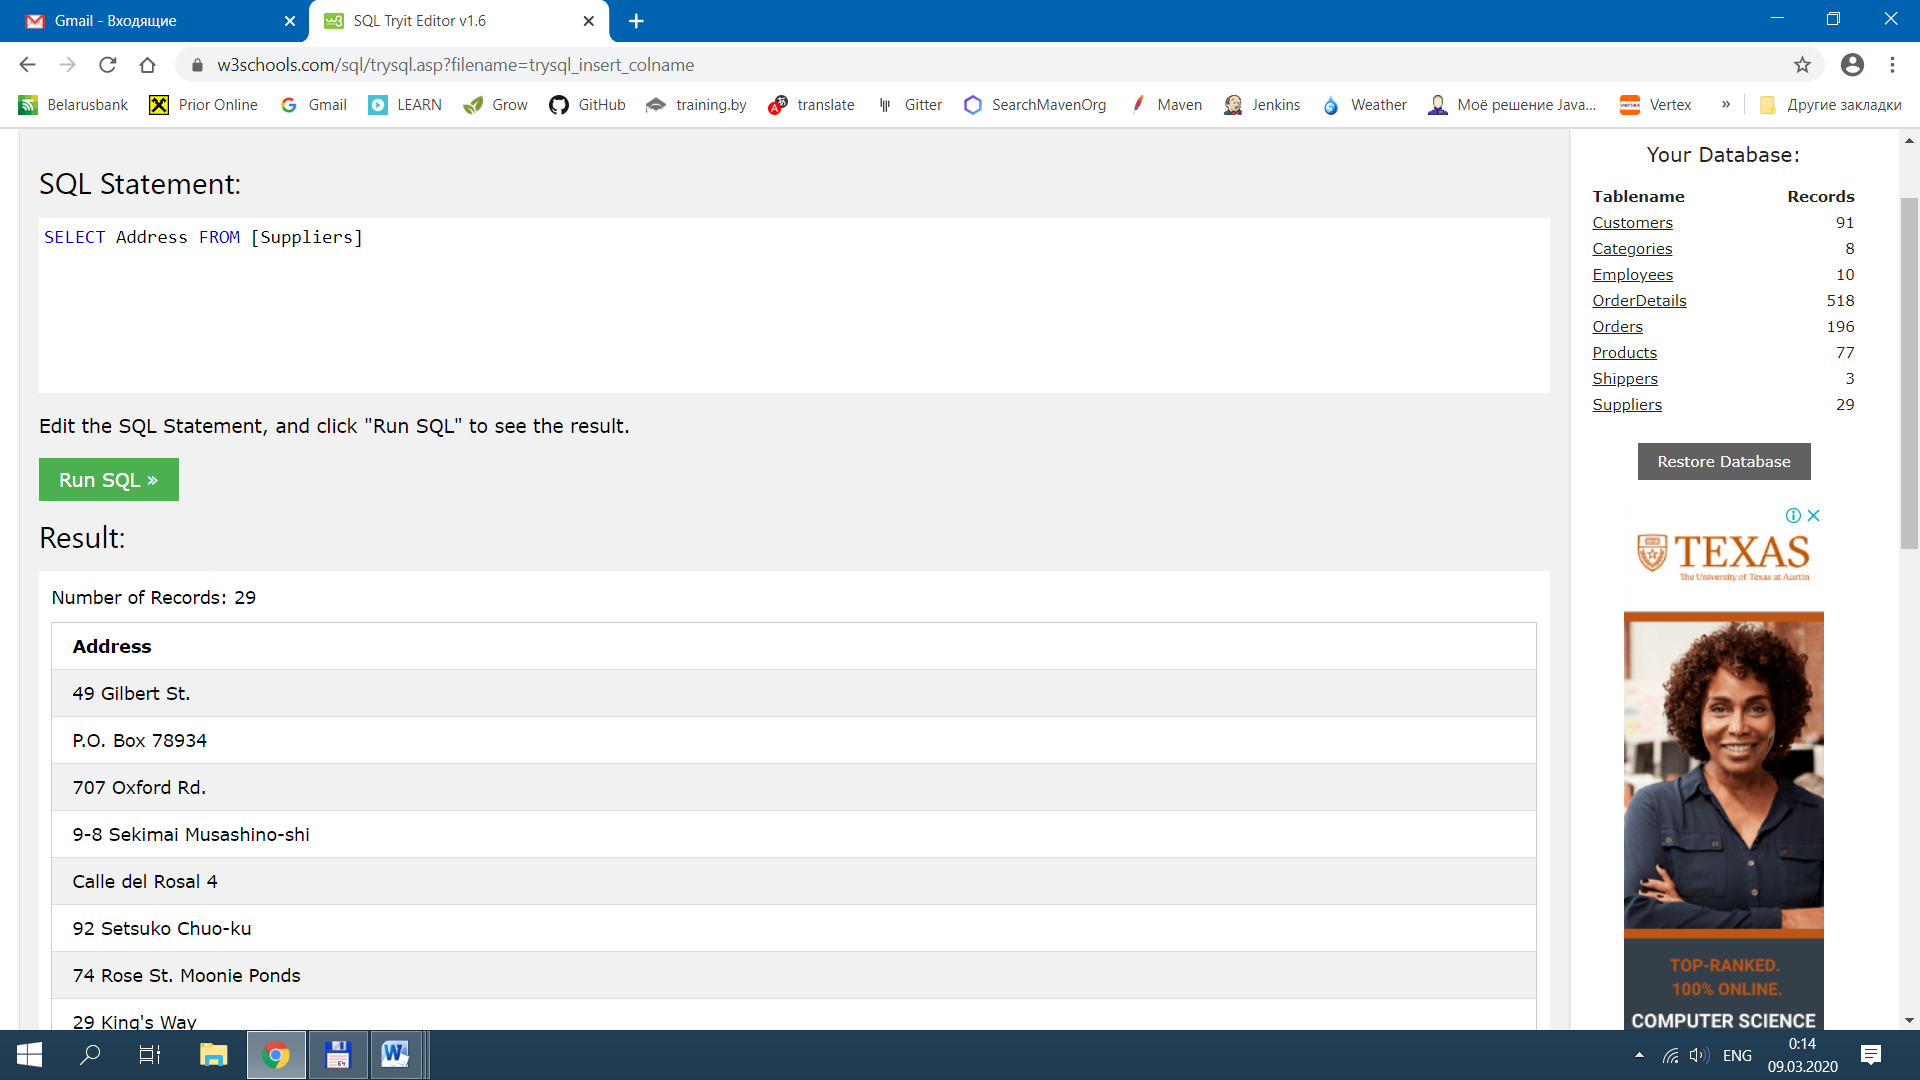 Gmail - Входящие
SQL Tryit Editor v1.6
w3schools.com/sql/trysql.asp?filename=trysql_insert_colname
Belarusbank
Prior Online
Gmail
LEARN
Grow
GitHub
training.by
translate
Gitter
SearchMavenOrg
Maven
Jenkins
Weather
Моё решение Java...
Vertex
»
Другие закладки
SQL Statement:
SELECT Address FROM [Suppliers]
Edit the SQL Statement, and click "Run SQL" to see the result.
Run SQL »
Result:
Number of Records: 29
Address
49 Gilbert St.
P.O. Box 78934
707 Oxford Rd.
9-8 Sekimai Musashino-shi
Calle del Rosal 4
92 Setsuko Chuo-ku
74 Rose St. Moonie Ponds
29 King's Way
Your Database:
Tablename Records
Customers 91
Categories 8
Employees 10
OrderDetails 518
Orders 196
Products 77
Shippers 3
Suppliers 29
Restore Database
TEXAS
The University of Texas at Austin
TOP-RANKED.
100% ONLINE.
COMPUTER SCIENCE
64
ENG
0:14
09.03.2020